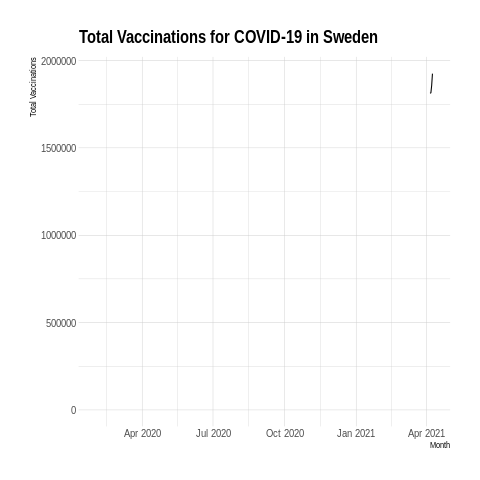 Total Vaccinations for COVID-19 in Sweden
Total Vaccinations
2000000
1500000
1000000
500000
0
Apr 2020 Jul 2020 Oct 2020 Jan 2021 Apr 2021
Month